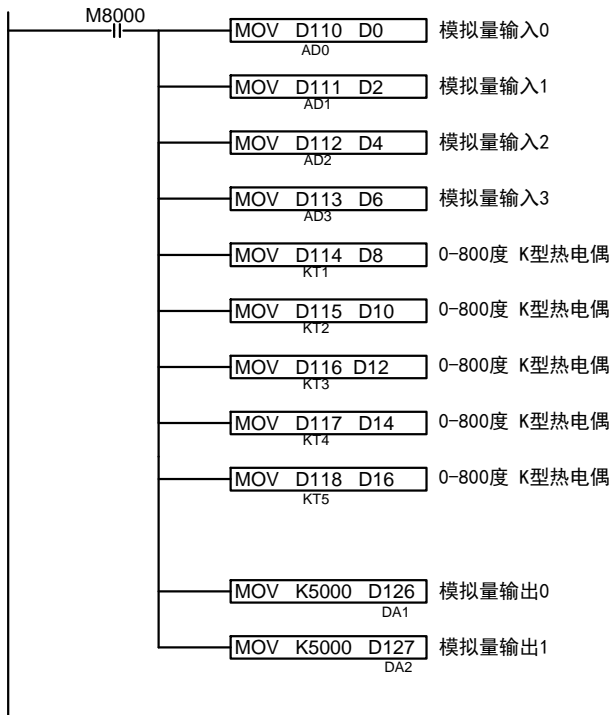 M8000
MOV D110 D0 模拟量输入0
AD0
MOV D111 D2 模拟量输入1
AD1
MOV D112 D4 模拟量输入2
AD2
MOV D113 D6 模拟量输入3
AD3
MOV D114 D8 0-800度 K型热电偶
KT1
MOV D115 D10 0-800度 K型热电偶
KT2
MOV D116 D12 0-800度 K型热电偶
KT3
MOV D117 D14 0-800度 K型热电偶
KT4
MOV D118 D16 0-800度 K型热电偶
KT5
MOV K5000 D126 模拟量输出0
DA1
MOV K5000 D127 模拟量输出1
DA2